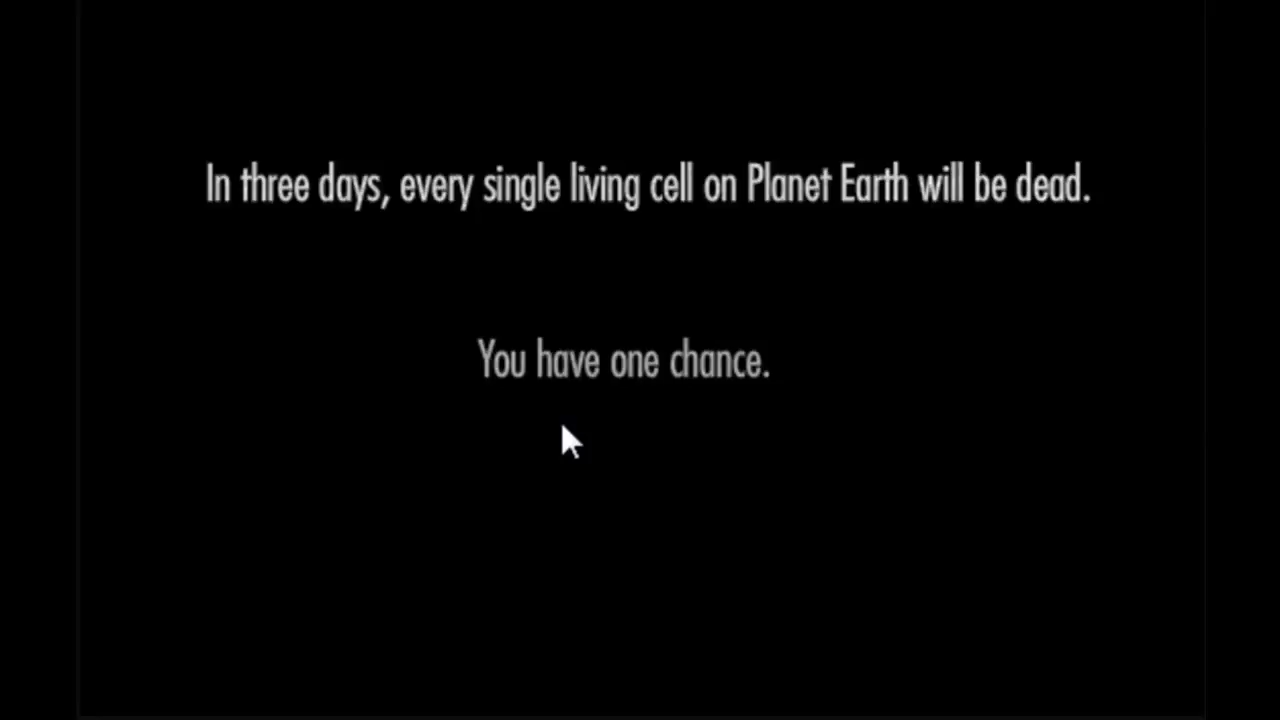 In three days, every single living cell on Planet Earth will be dead.
You have one chance.